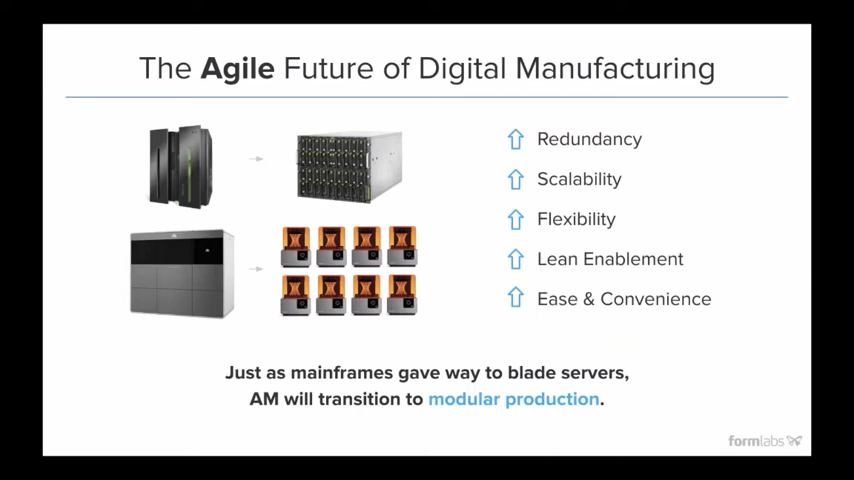 The Agile Future of Digital Manufacturing
Redundancy
Scalability
Flexibility
Lean Enablement
Ease & Convenience
Just as mainframes gave way to blade servers,
AM will transition to modular production.
formlabs